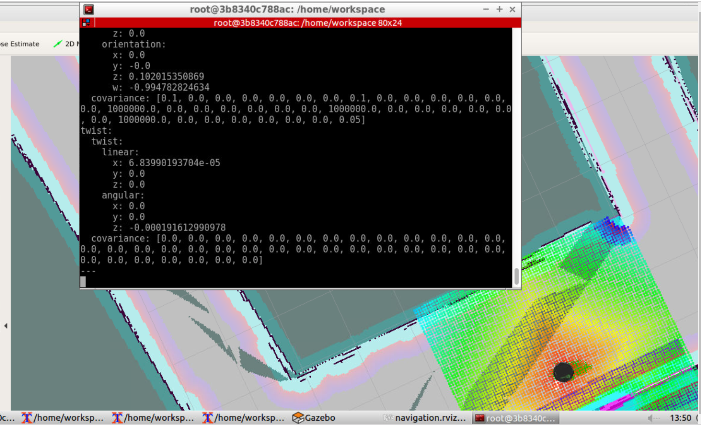 root@3b8340c788ac: /home/workspace
root@3b8340c788ac: /home/workspace 80x24
ose Estimate
2D
z: 0.0
orientation:
x: 0.0
y: -0.0
z: 0.102015350869
w: -0.994782824634
covariance: [0.1, 0.0, 0.0, 0.0, 0.0, 0.0, 0.0, 0.1, 0.0, 0.0, 0.0, 0.0, 0.0,
0.0, 1000000.0, 0.0, 0.0, 0.0, 0.0, 0.0, 0.0, 1000000.0, 0.0, 0.0, 0.0, 0.0, 0.0
, 0.0, 1000000.0, 0.0, 0.0, 0.0, 0.0, 0.0, 0.0, 0.05]
twist:
twist:
linear:
x: 6.83990193704e-05
y: 0.0
z: 0.0
angular:
x: 0.0
y: 0.0
z: -0.000191612990978
covariance: [0.0, 0.0, 0.0, 0.0, 0.0, 0.0, 0.0, 0.0, 0.0, 0.0, 0.0, 0.0, 0.0,
0.0, 0.0, 0.0, 0.0, 0.0, 0.0, 0.0, 0.0, 0.0, 0.0, 0.0, 0.0, 0.0, 0.0, 0.0, 0.0,
0.0, 0.0, 0.0, 0.0, 0.0, 0.0, 0.0]
---
0c... /home/worksp... /home/worksp... /home/worksp... Gazebo navigation.rviz... root@3b8340c... 13:50